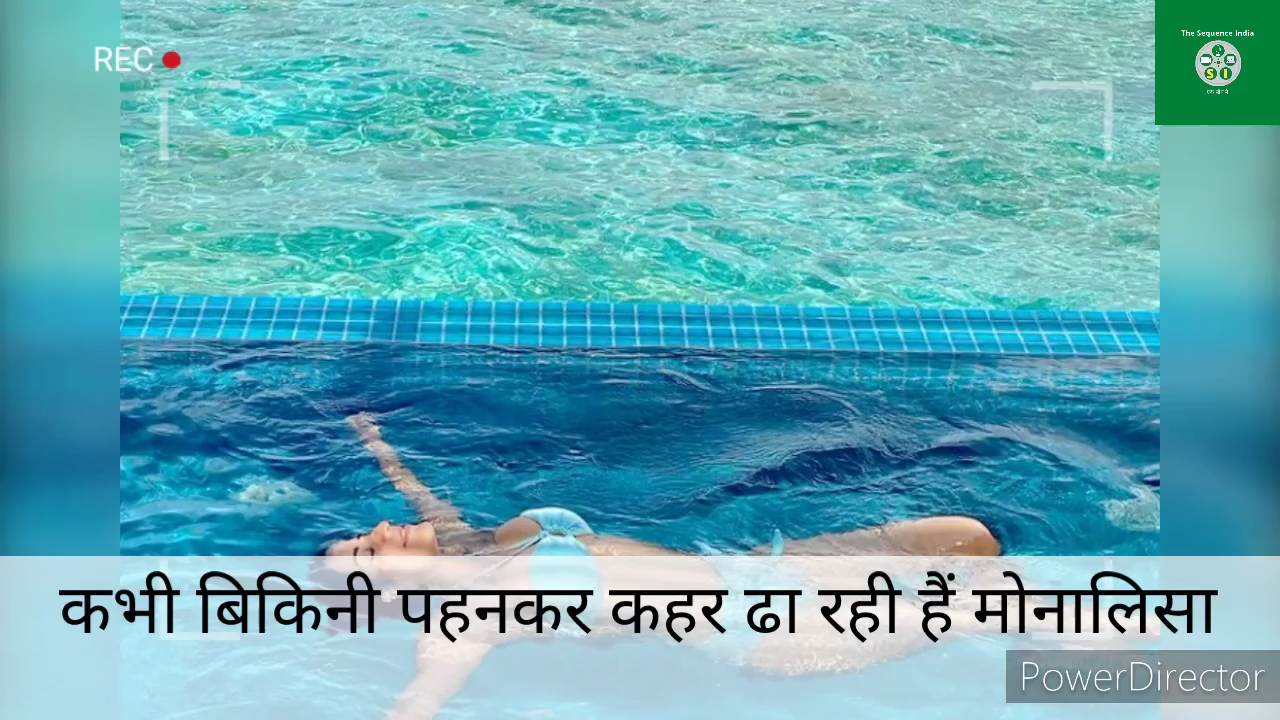 REC
The Sequence India
S I
कभी बिकिनी पहनकर कहर ढा रही हैं मोनालिसा
PowerDirector